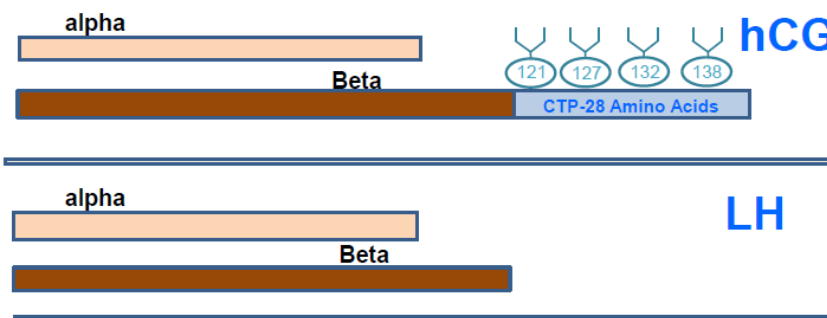 alpha
hCG
121 127 132 138
Beta
CTP-28 Amino Acids
alpha
LH
Beta